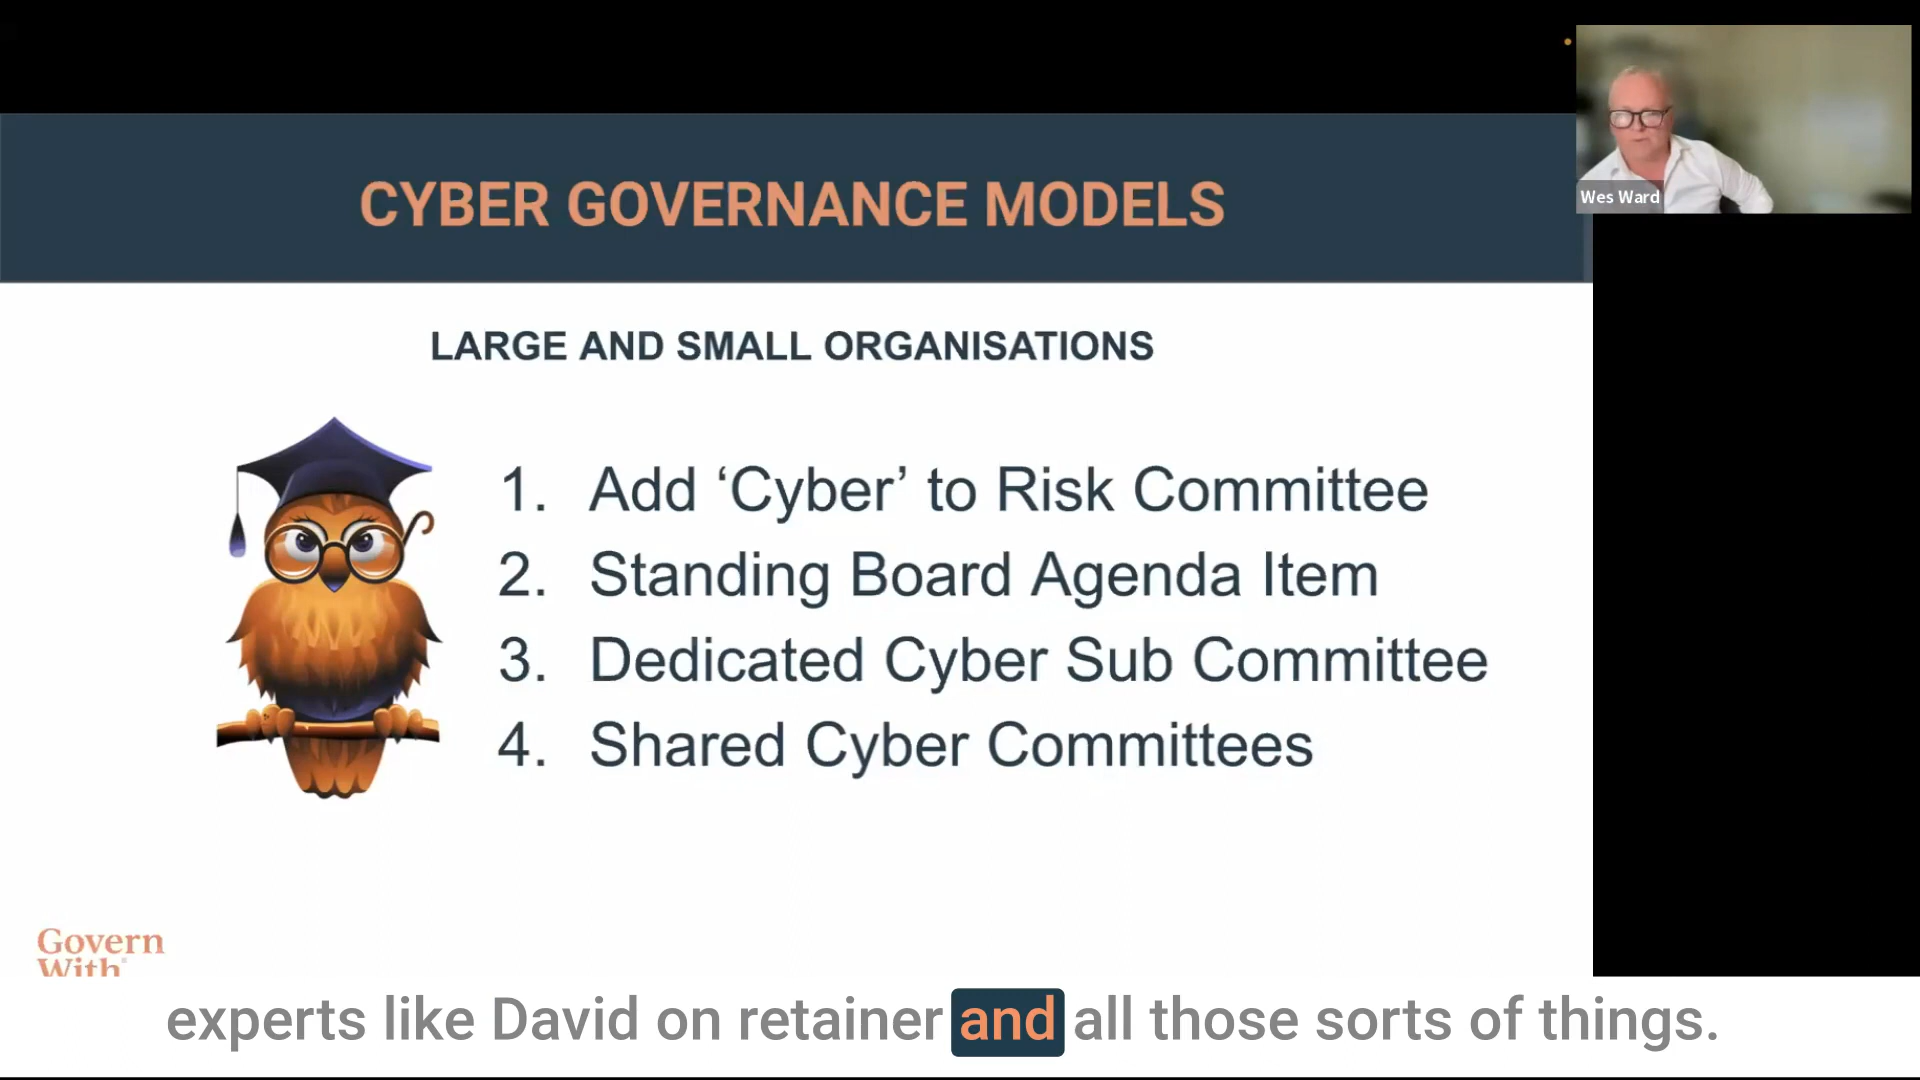 Wes Ward
CYBER GOVERNANCE MODELS
LARGE AND SMALL ORGANISATIONS
1. Add ‘Cyber’ to Risk Committee
2. Standing Board Agenda Item
3. Dedicated Cyber Sub Committee
4. Shared Cyber Committees
Govern
With
experts like David on retainer and all those sorts of things.